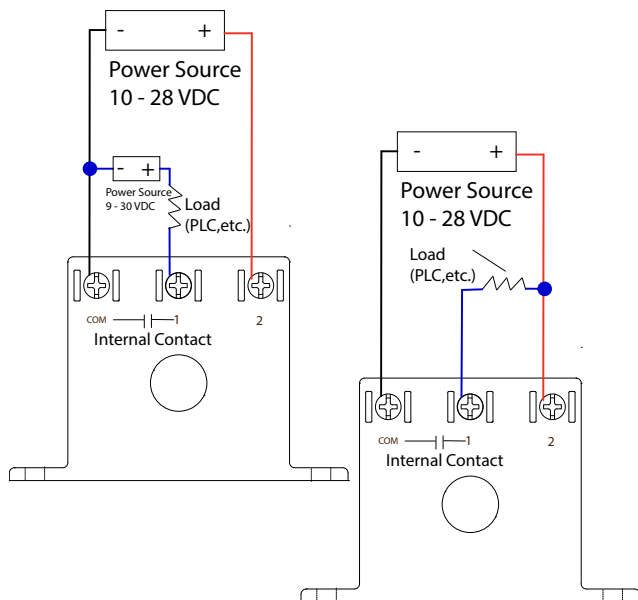 - +
Power Source
10 - 28 VDC
- +
Power Source
9 - 30 VDC
Load
(PLC,etc.)
COM 1 2
Internal Contact
- +
Power Source
10 - 28 VDC
Load
(PLC,etc.)
COM 1 2
Internal Contact